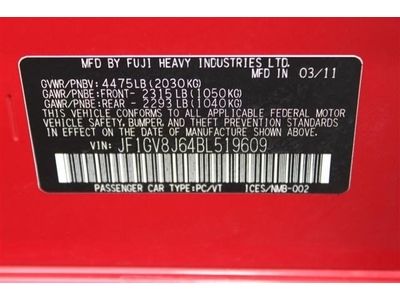 MFD BY FUJI HEAVY INDUSTRIES LTD.
MFD IN 03/11
GVWR/PNBV: 4475LB (2030KG)
GAWR/PNBE:FRONT- 2315LB (1050KG)
GAWR/PNBE:REAR - 2293LB (1040KG)
THIS VEHICLE CONFORMS TO ALL APPLICABLE FEDERAL MOTOR
VEHICLE SAFETY, BUMPER, AND THEFT PREVENTION STANDARDS
IN EFFECT ON THE DATE OF MANUFACTURE SHOWN ABOVE.
VIN: JF1GV8J64BL519609
PASSENGER CAR TYPE:PC/VT ICES/NMB-002